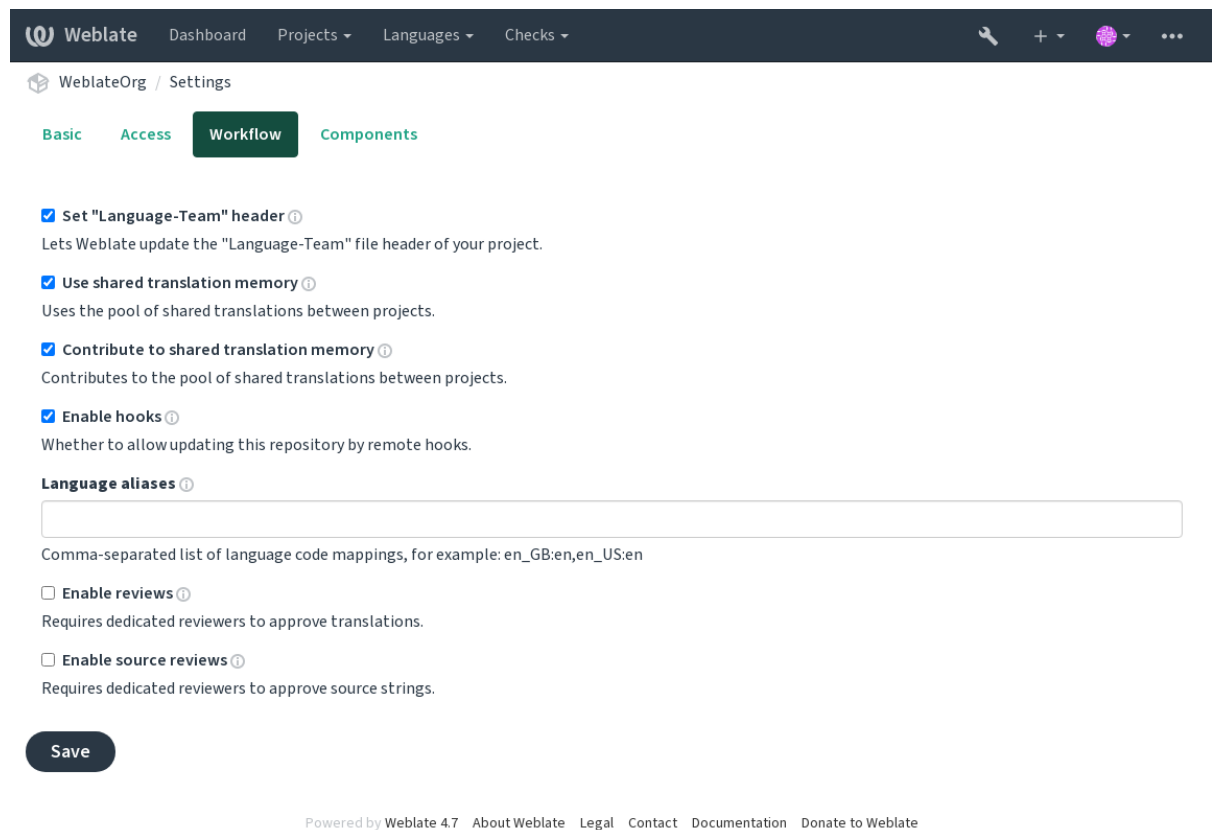 Weblate Dashboard Projects Languages Checks
WeblateOrg / Settings
Basic Access Workflow Components
Set "Language-Team" header
Lets Weblate update the "Language-Team" file header of your project.
Use shared translation memory
Uses the pool of shared translations between projects.
Contribute to shared translation memory
Contributes to the pool of shared translations between projects.
Enable hooks
Whether to allow updating this repository by remote hooks.
Language aliases
Comma-separated list of language code mappings, for example: en_GB:en,en_US:en
Enable reviews
Requires dedicated reviewers to approve translations.
Enable source reviews
Requires dedicated reviewers to approve source strings.
Save
Powered by Weblate 4.7 About Weblate Legal Contact Documentation Donate to Weblate